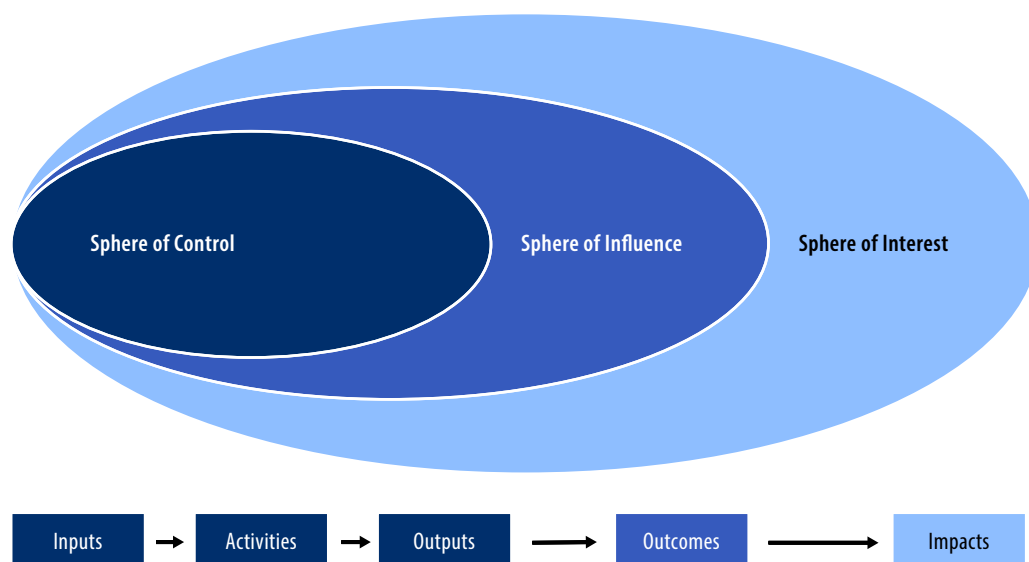 Sphere of Control
Sphere of Influence
Sphere of Interest
Inputs
Activities
Outputs
Outcomes
Impacts